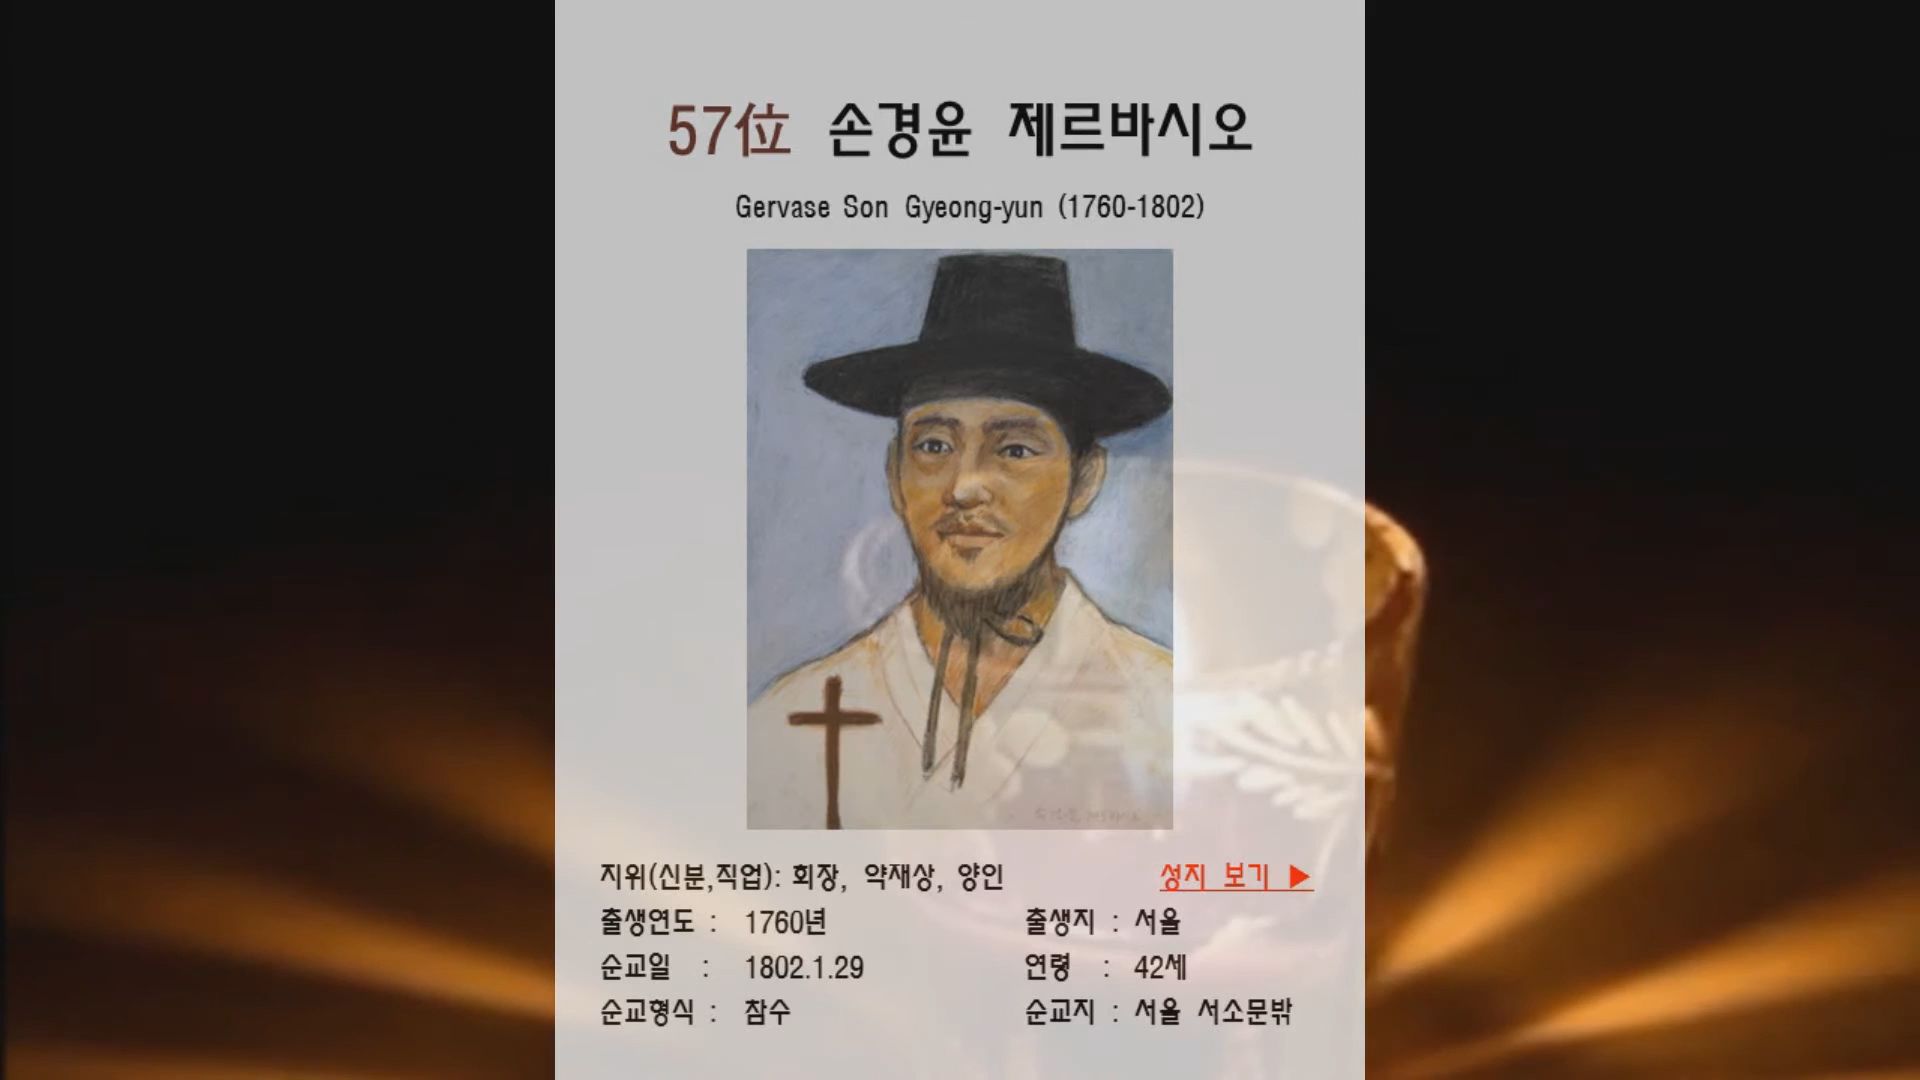 57位 손경윤 제르바시오
Gervase Son Gyeong-yun (1760-1802)
지위(신분,직업): 회장, 약재상, 양인
성지 보기 ▶
출생연도 : 1760년
출생지 : 서울
순교일 : 1802.1.29
연령 : 42세
순교형식 : 참수
순교지 : 서울 서소문밖